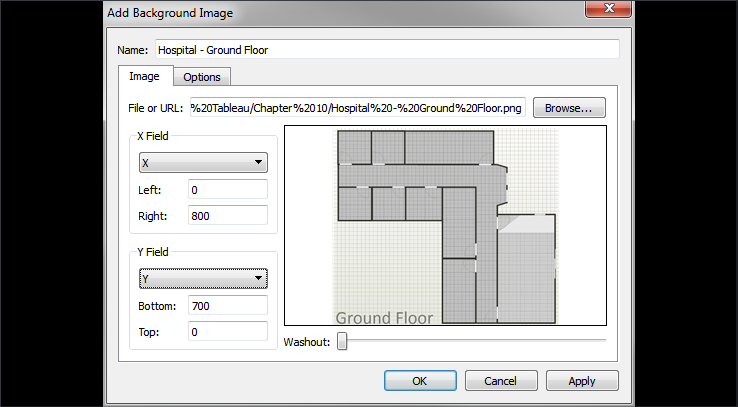 Add Background Image
X
Name: Hospital - Ground Floor
Image Options
File or URL: %20Tableau/Chapter%2010/Hospital%20-%20Ground%20Floor.png Browse...
X Field
X
Left: 0
Right: 800
Y Field
Y
Bottom: 700
Top: 0
Ground Floor
Washout:
OK Cancel Apply